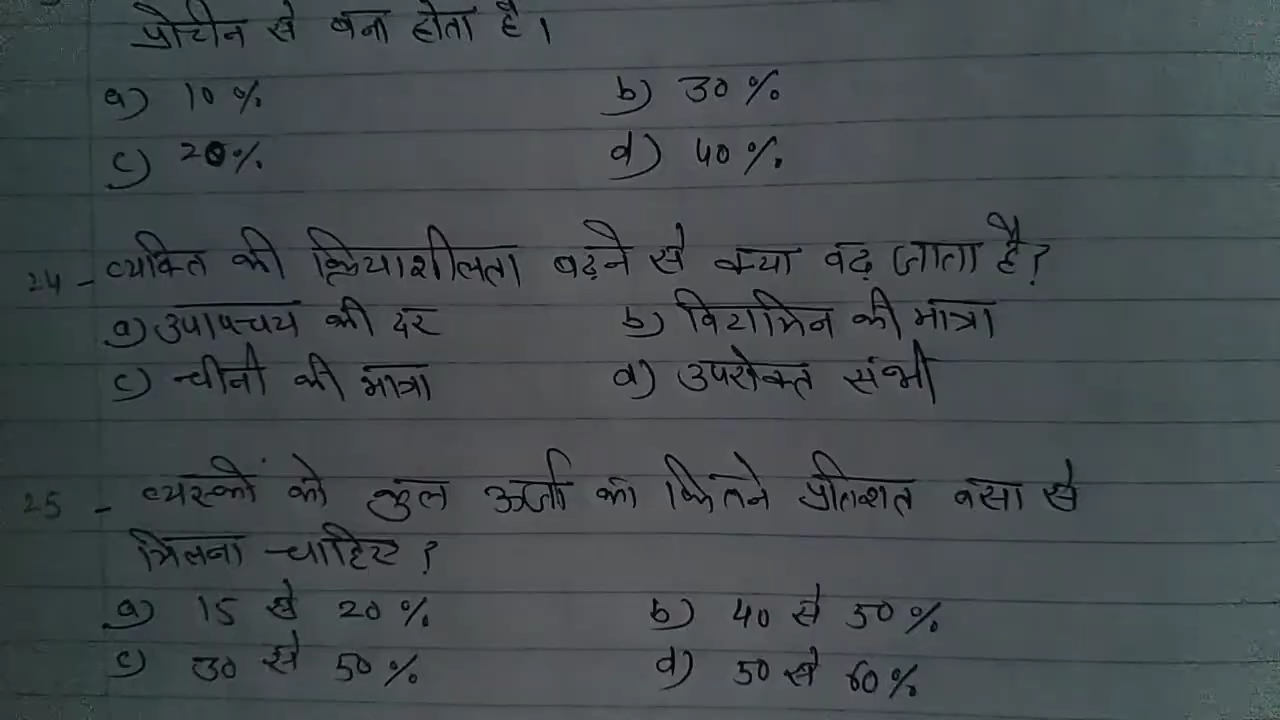 प्रोटीन से बना होता है।
a) 10% b) 30%
c) 20% d) 40%
24 - व्यक्ति की क्रियाशीलता बढ़ने से क्या बढ़ जाता है?
a) उपापचय की दर b) विटामिन की मात्रा
c) चीनी की मात्रा d) उपरोक्त संभी
25 - व्यस्कों को कुल ऊर्जा का कितने प्रतिशत वसा से
मिलना चाहिए?
a) 15 से 20% b) 40 से 50%
c) 30 से 50% d) 50 से 60%